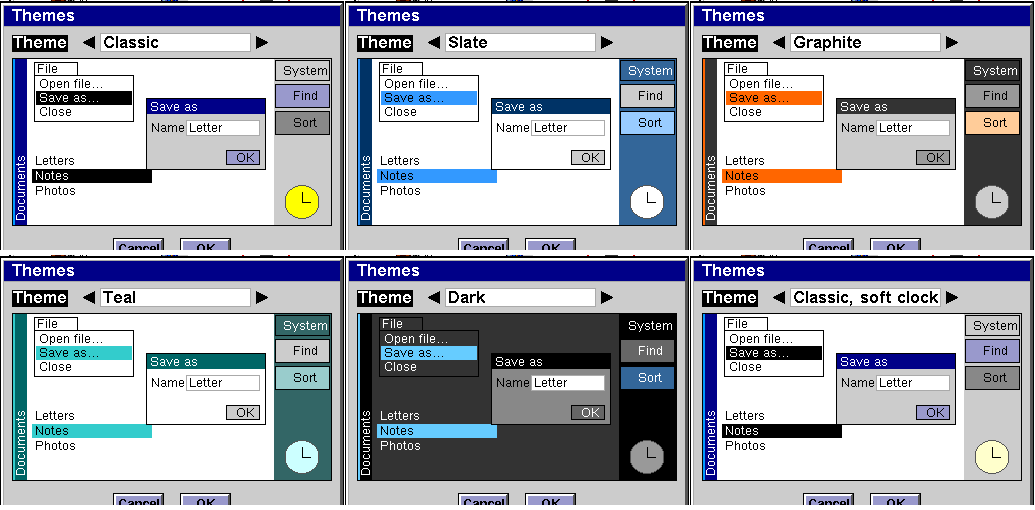 Themes
Theme Classic
File
Open file...
Save as...
Close
Save as
Name Letter
OK
Letters
Notes
Photos
Documents
System
Find
Sort
Cancel OK
Themes
Theme Slate
File
Open file...
Save as...
Close
Save as
Name Letter
OK
Letters
Notes
Photos
Documents
System
Find
Sort
Cancel OK
Themes
Theme Graphite
File
Open file...
Save as...
Close
Save as
Name Letter
OK
Letters
Notes
Photos
Documents
System
Find
Sort
Cancel OK
Themes
Theme Teal
File
Open file...
Save as...
Close
Save as
Name Letter
OK
Letters
Notes
Photos
Documents
System
Find
Sort
Cancel OK
Themes
Theme Dark
File
Open file...
Save as...
Close
Save as
Name Letter
OK
Letters
Notes
Photos
Documents
System
Find
Sort
Cancel OK
Themes
Theme Classic, soft clock
File
Open file...
Save as...
Close
Save as
Name Letter
OK
Letters
Notes
Photos
Documents
System
Find
Sort
Cancel OK